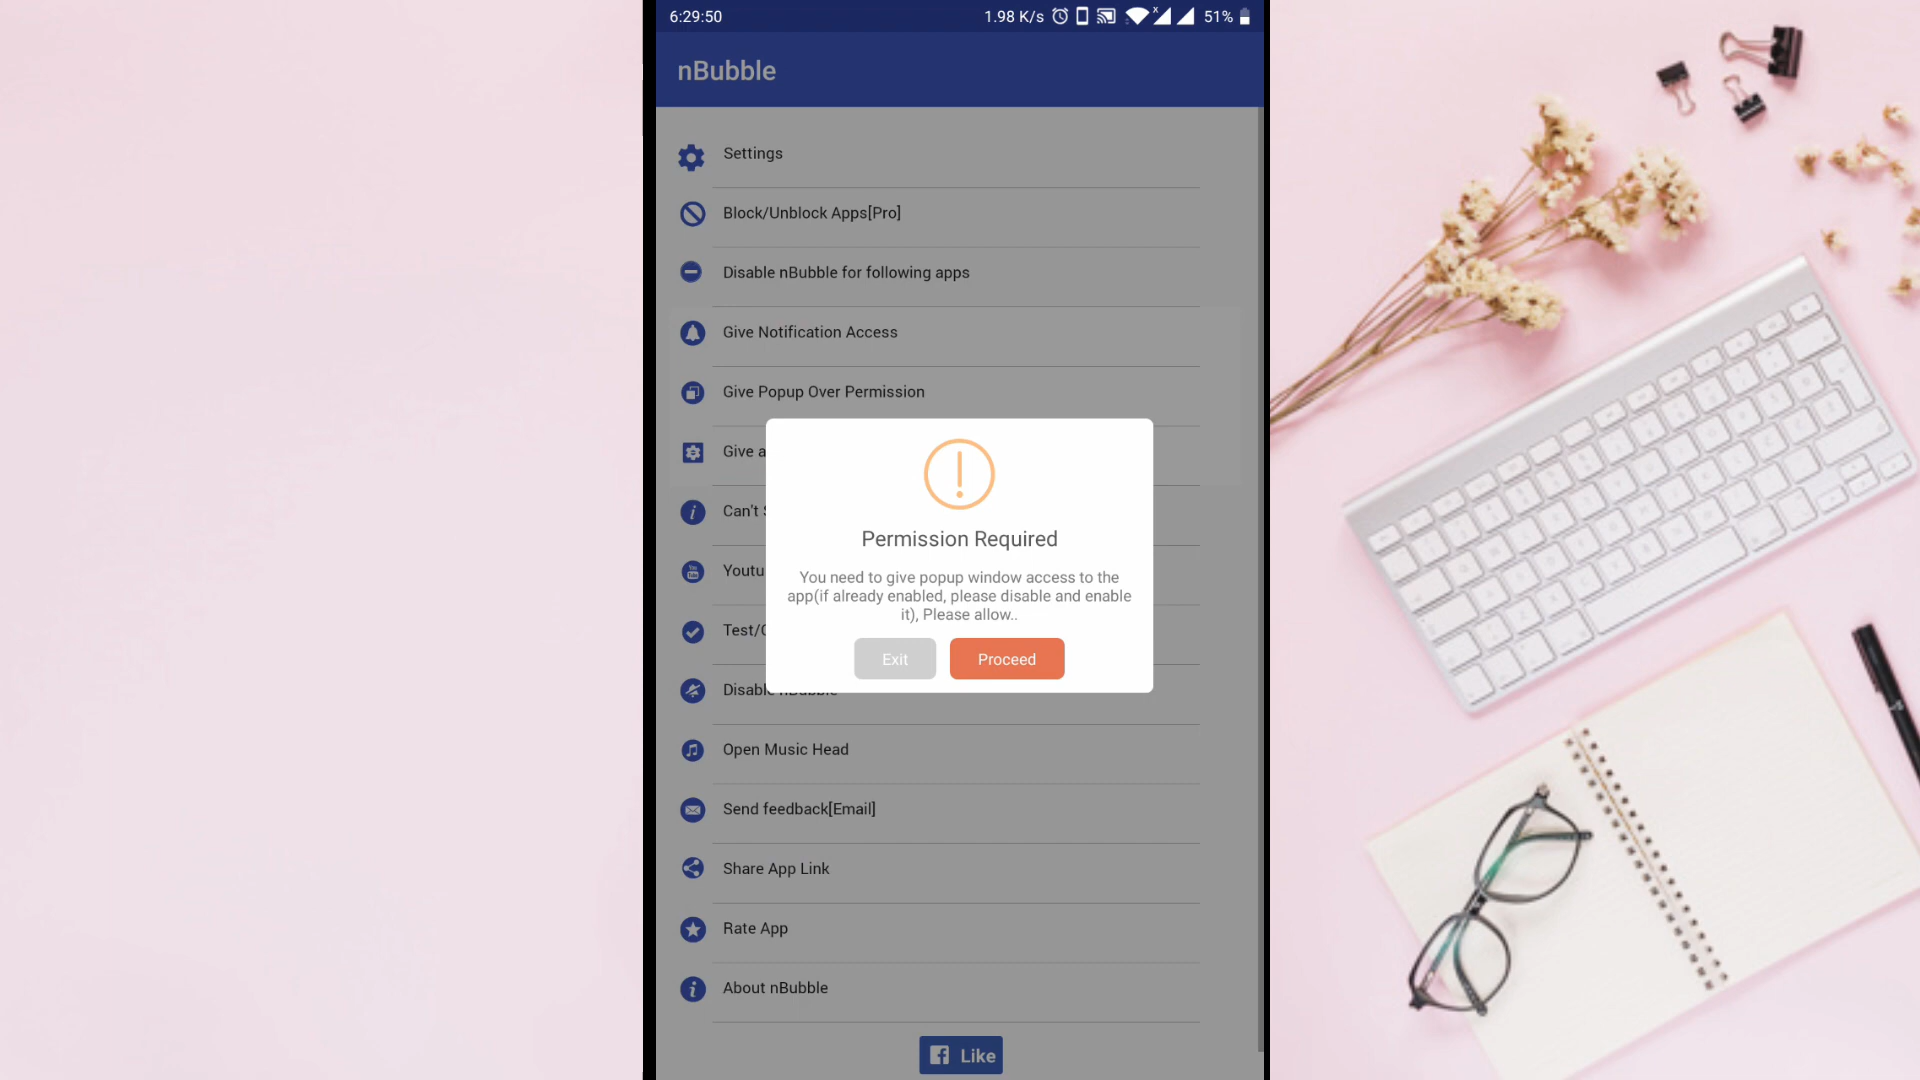 6:29:50
1.98 K/s
51%
nBubble
Settings
Block/Unblock Apps[Pro]
Disable nBubble for following apps
Give Notification Access
Give Popup Over Permission
Give a
Can't
Youtu
Test/
Permission Required
You need to give popup window access to the
app(if already enabled, please disable and enable
it), Please allow..
Exit
Proceed
Disable nBubble
Open Music Head
Send feedback[Email]
Share App Link
Rate App
About nBubble
Like